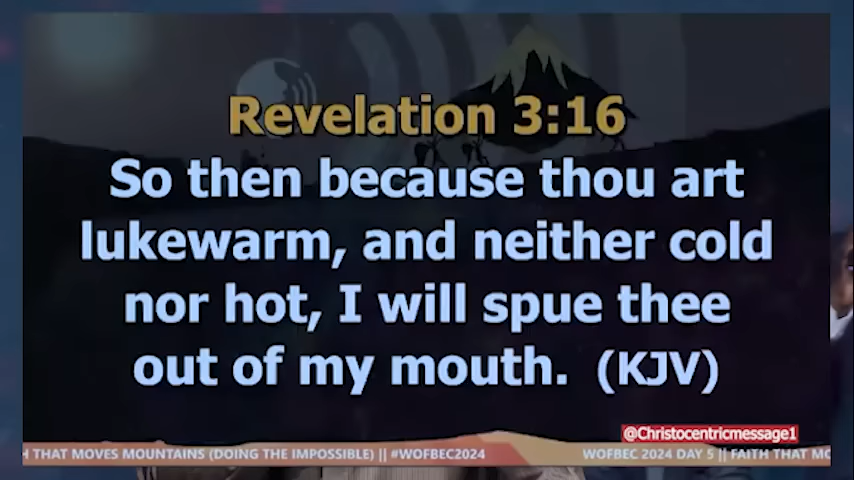 Revelation 3:16
So then because thou art
lukewarm, and neither cold
nor hot, I will spue thee
out of my mouth. (KJV)
@Christocentricmessage1
THAT MOVES MOUNTAINS (DOING THE IMPOSSIBLE) || #WOFBEC2024 WOFBEC 2024 DAY 5 || FAITH THAT